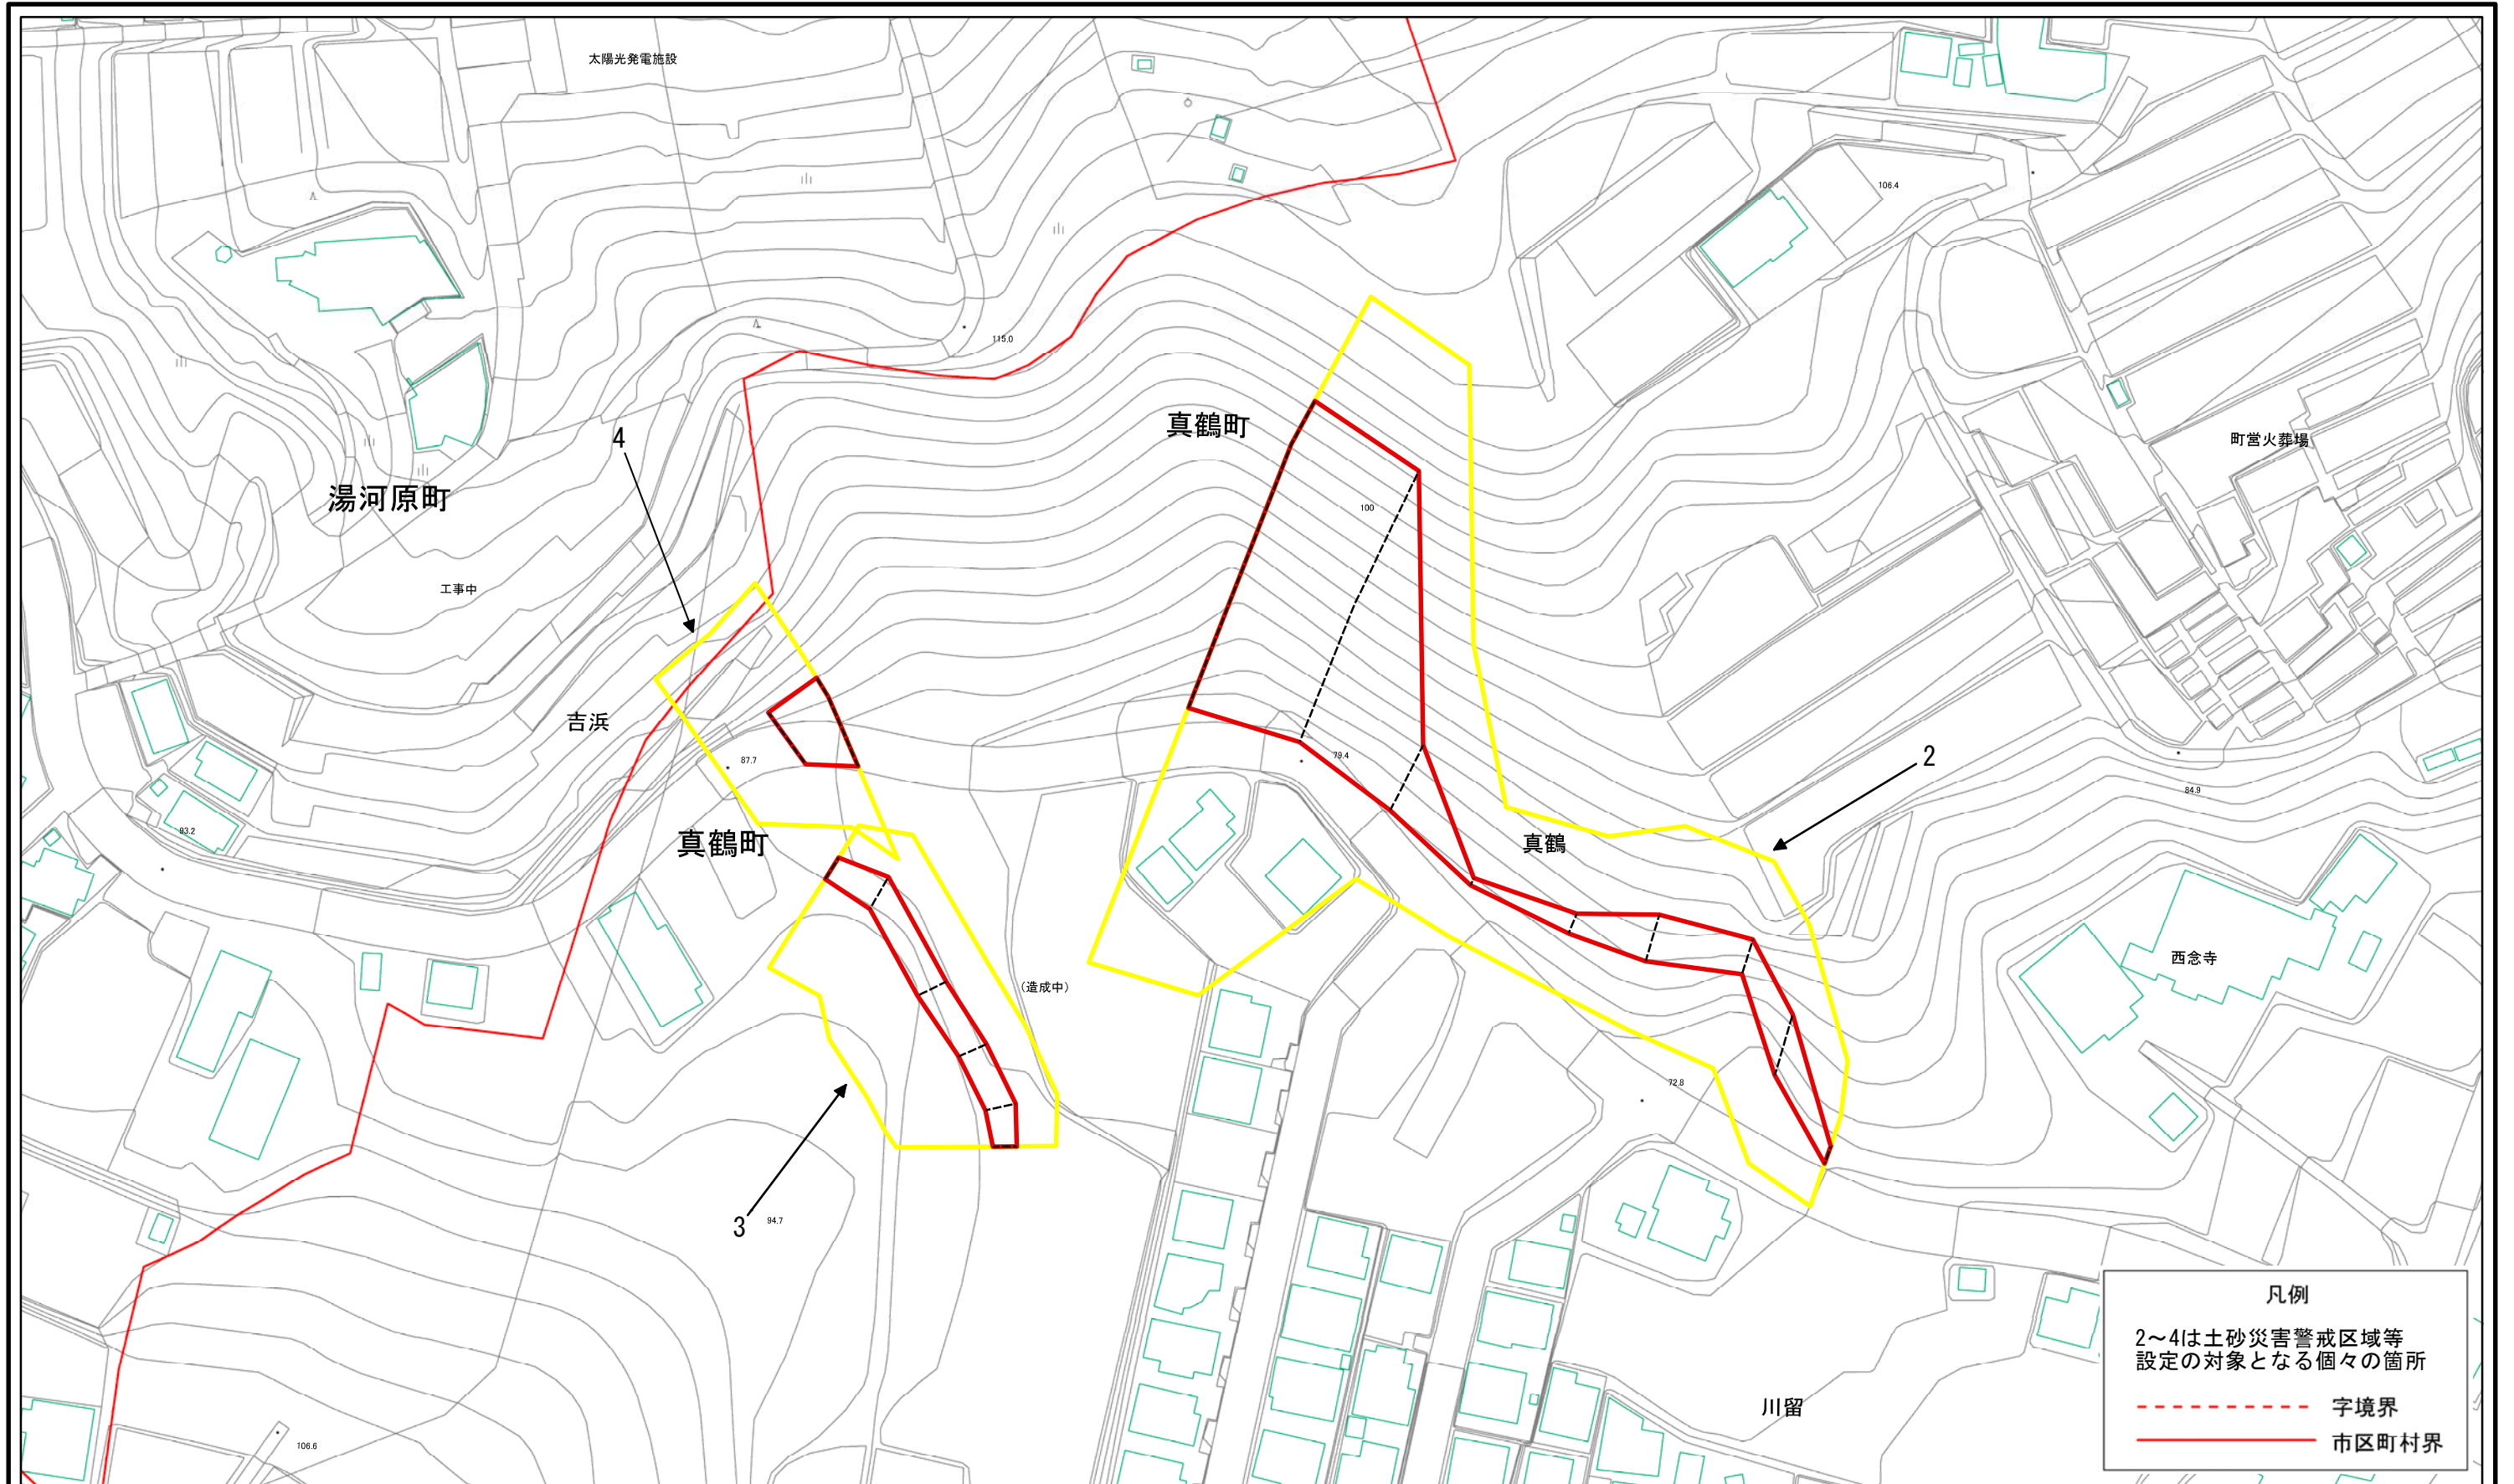 太陽光発電施設
106.4
115.0
真鶴町
4
町営火葬場
湯河原町
100
工事中
吉浜
87.7
79.4
2
84.9
93.2
真鶴町
真鶴
西念寺
(造成中)
72.8
3
94.7
106.6
川留
凡例
2～4は土砂災害警戒区域等
設定の対象となる個々の箇所
字境界
市区町村界